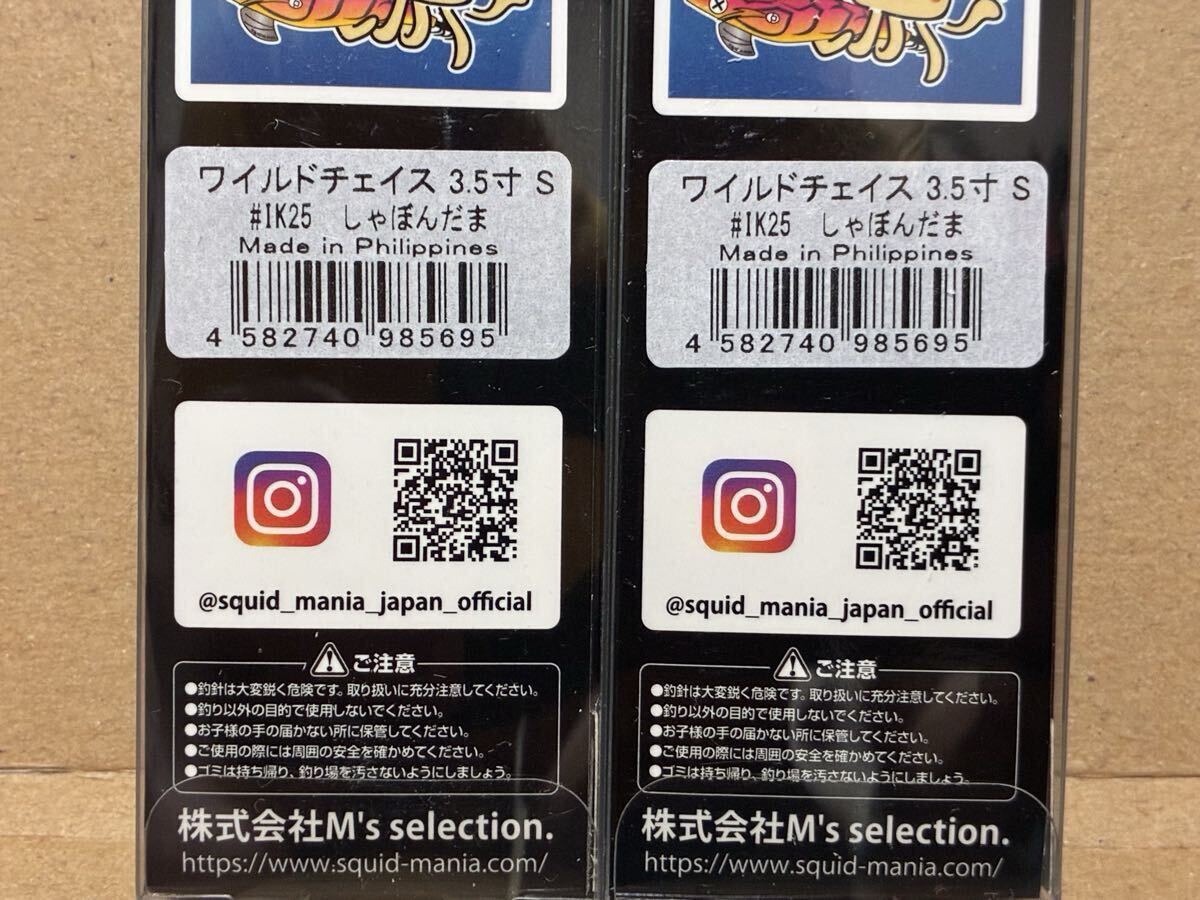 ワイルドチェイス 3.5寸 S
#IK25 しゃぼんだま
Made in Philippines
4 582740 985695
@squid_mania_japan_official
ご注意
●釣針は大変鋭く危険です。取り扱いに充分注意してください。
●釣り以外の目的で使用しないでください。
●お子様の手の届かない所に保管してください。
●ご使用の際には周囲の安全を確かめてください。
●ゴミは持ち帰り、釣り場を汚さないようにしましょう。
株式会社M's selection.
https://www.squid-mania.com/
ワイルドチェイス 3.5寸 S
#IK25 しゃぼんだま
Made in Philippines
4 582740 985695
@squid_mania_japan_official
ご注意
●釣針は大変鋭く危険です。取り扱いに充分注意してください。
●釣り以外の目的で使用しないでください。
●お子様の手の届かない所に保管してください。
●ご使用の際には周囲の安全を確かめてください。
●ゴミは持ち帰り、釣り場を汚さないようにしましょう。
株式会社M's selection.
https://www.squid-mania.com/